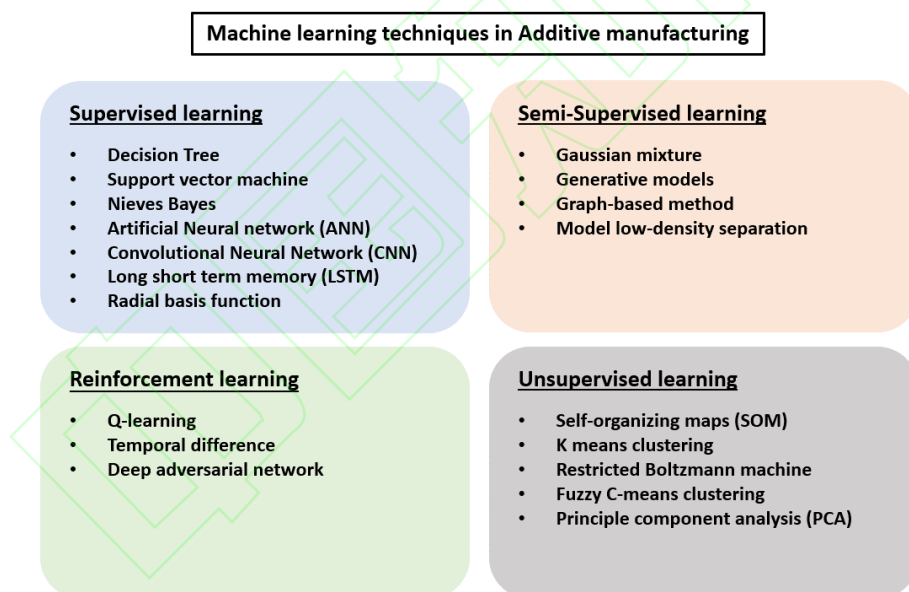 Machine learning techniques in Additive manufacturing
Supervised learning
• Decision Tree
• Support vector machine
• Nieves Bayes
• Artificial Neural network (ANN)
• Convolutional Neural Network (CNN)
• Long short term memory (LSTM)
• Radial basis function
Semi-Supervised learning
• Gaussian mixture
• Generative models
• Graph-based method
• Model low-density separation
Reinforcement learning
• Q-learning
• Temporal difference
• Deep adversarial network
Unsupervised learning
• Self-organizing maps (SOM)
• K means clustering
• Restricted Boltzmann machine
• Fuzzy C-means clustering
• Principle component analysis (PCA)